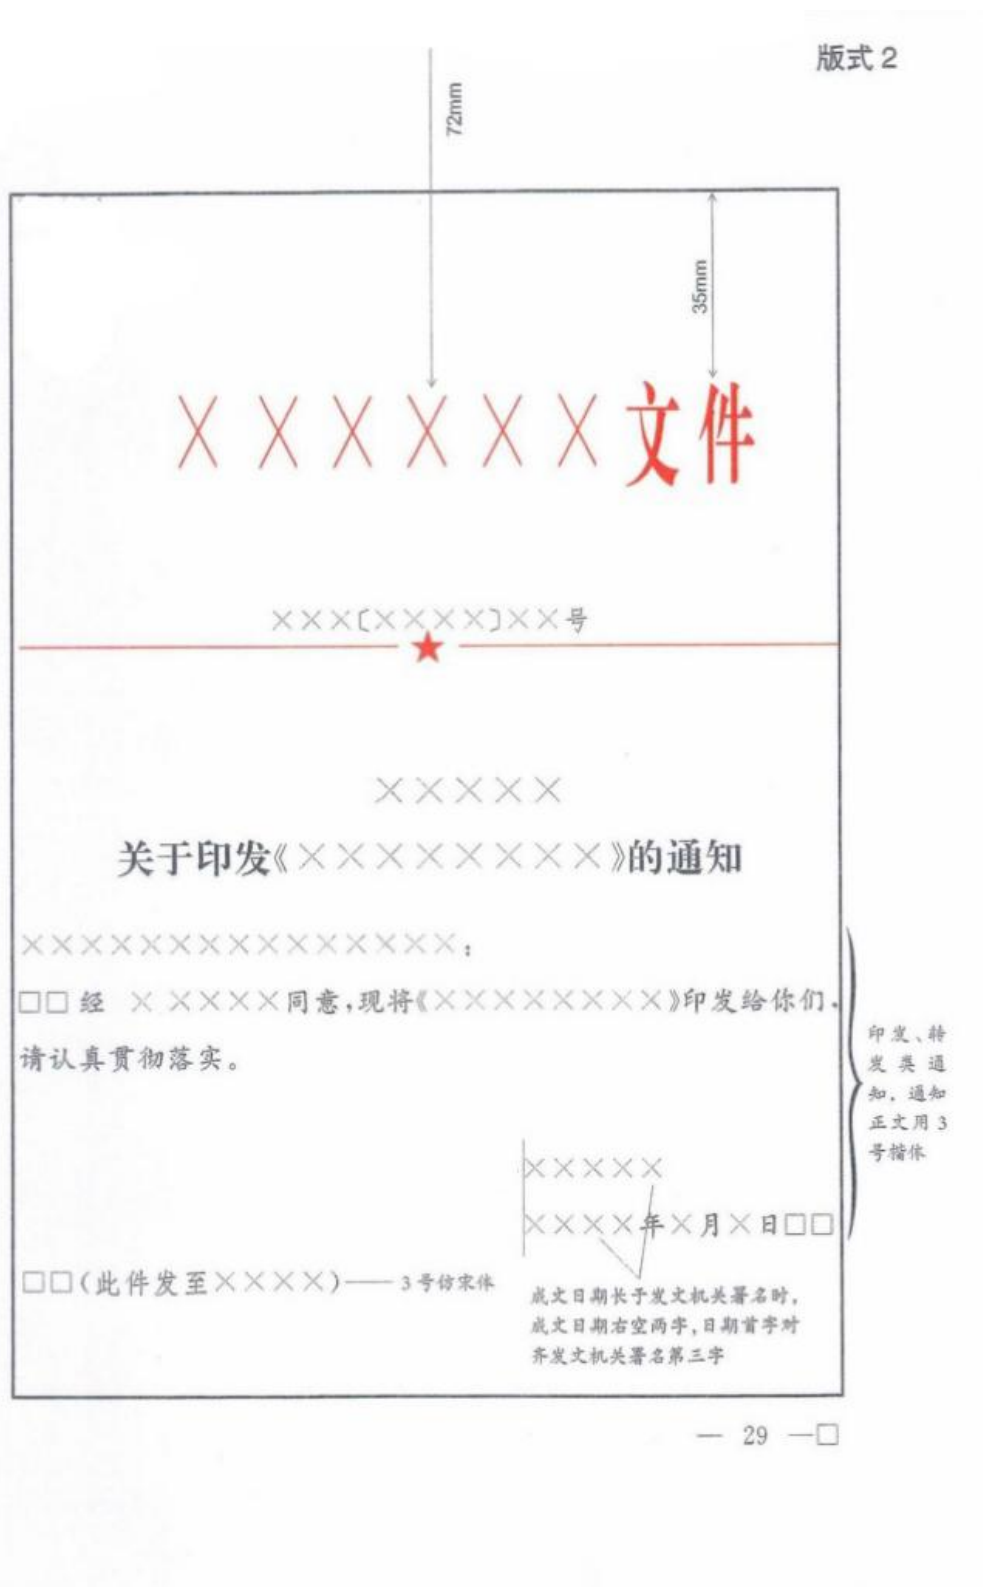 版式 2
72mm
35mm
××××××文件
×××〔××××〕××号
×××××
关于印发《××××××××》的通知
×××××××××××××××：
□□经 × ××××同意，现将《××××××××》印发给你们，
请认真贯彻落实。
印发、转
发类通
知，通知
正文用 3
号楷体
×××××
××××年×月×日□□
□□(此件发至××××)—— 3 号仿宋体
成文日期长于发文机关署名时，
成文日期右空两字，日期首字对
齐发文机关署名第三字
— 29 —□